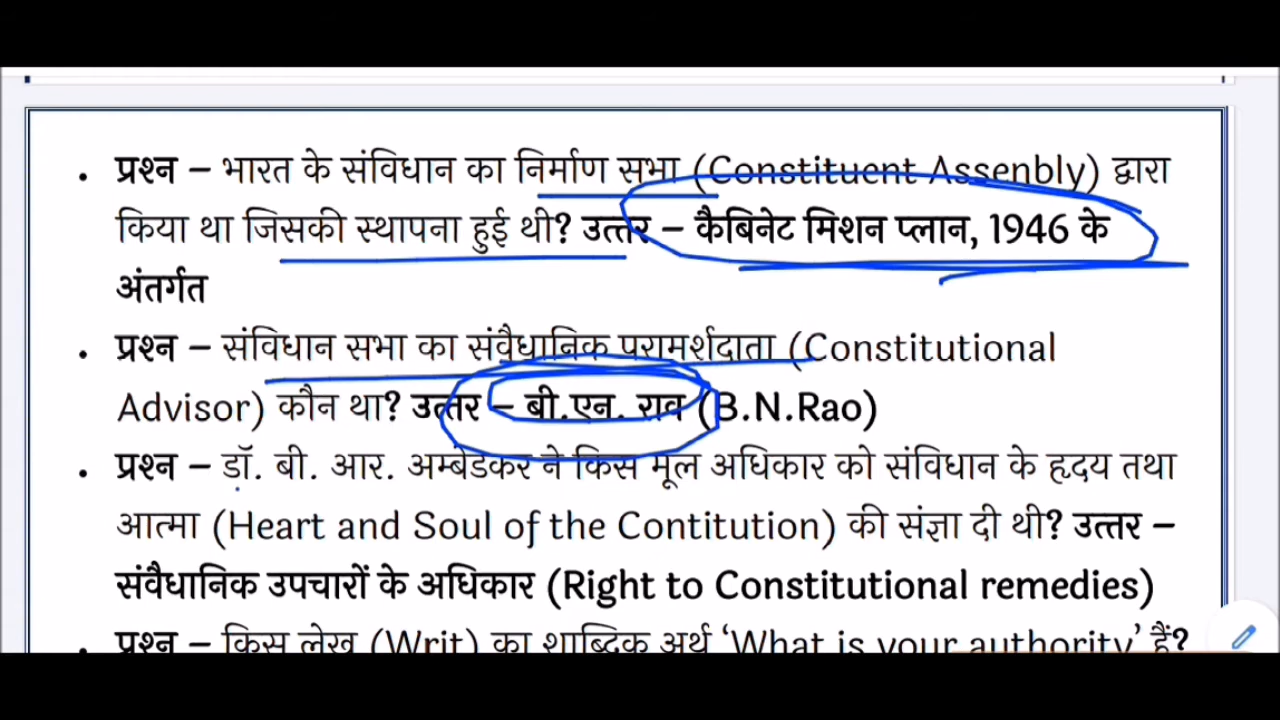 • प्रश्न – भारत के संविधान का निर्माण सभा (Constituent Assenbly) द्वारा
किया था जिसकी स्थापना हुई थी? उत्तर – कैबिनेट मिशन प्लान, 1946 के
अंतर्गत
• प्रश्न – संविधान सभा का संवैधानिक परामर्शदाता (Constitutional
Advisor) कौन था? उत्तर – बी.एन. राव (B.N.Rao)
• प्रश्न – डॉ. बी. आर. अम्बेडकर ने किस मूल अधिकार को संविधान के हृदय तथा
आत्मा (Heart and Soul of the Contitution) की संज्ञा दी थी? उत्तर –
संवैधानिक उपचारों के अधिकार (Right to Constitutional remedies)
• प्रश्न – किस लेख (Writ) का शाब्दिक अर्थ ‘What is your authority’ हैं?